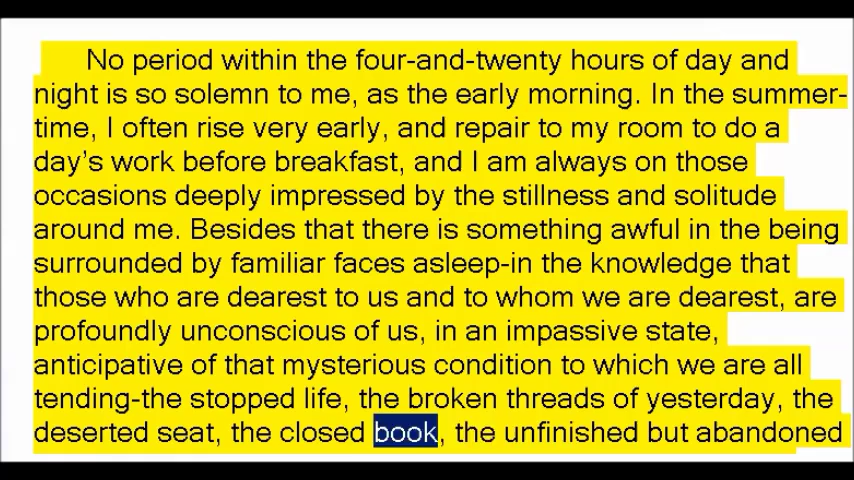 No period within the four-and-twenty hours of day and
night is so solemn to me, as the early morning. In the summer-
time, I often rise very early, and repair to my room to do a
day's work before breakfast, and I am always on those
occasions deeply impressed by the stillness and solitude
around me. Besides that there is something awful in the being
surrounded by familiar faces asleep-in the knowledge that
those who are dearest to us and to whom we are dearest, are
profoundly unconscious of us, in an impassive state,
anticipative of that mysterious condition to which we are all
tending-the stopped life, the broken threads of yesterday, the
deserted seat, the closed book, the unfinished but abandoned